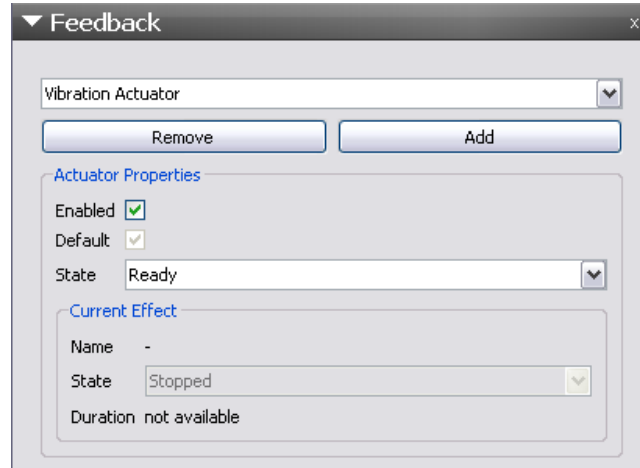 Feedback x
Vibration Actuator
Remove Add
Actuator Properties
Enabled
Default
State Ready
Current Effect
Name -
State Stopped
Duration not available